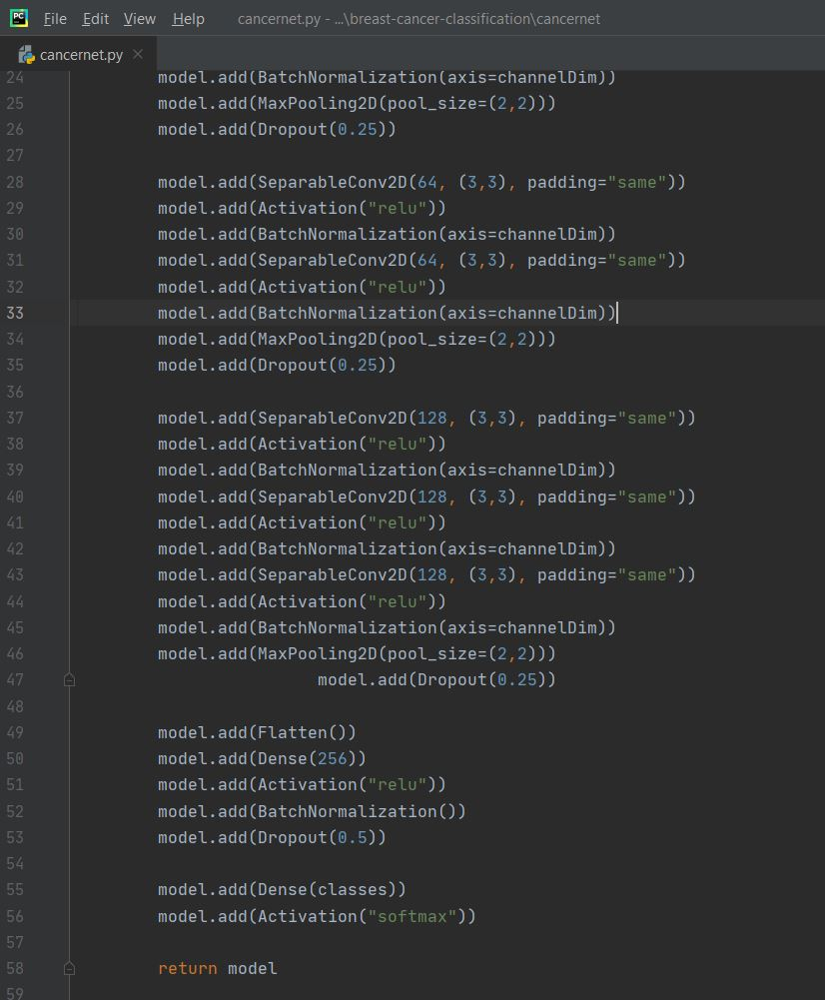 PC File Edit View Help cancernet.py - ...\breast-cancer-classification\cancernet
cancernet.py ×
24         model.add(BatchNormalization(axis=channelDim))
25         model.add(MaxPooling2D(pool_size=(2,2)))
26         model.add(Dropout(0.25))
27
28         model.add(SeparableConv2D(64, (3,3), padding="same"))
29         model.add(Activation("relu"))
30         model.add(BatchNormalization(axis=channelDim))
31         model.add(SeparableConv2D(64, (3,3), padding="same"))
32         model.add(Activation("relu"))
33         model.add(BatchNormalization(axis=channelDim))
34         model.add(MaxPooling2D(pool_size=(2,2)))
35         model.add(Dropout(0.25))
36
37         model.add(SeparableConv2D(128, (3,3), padding="same"))
38         model.add(Activation("relu"))
39         model.add(BatchNormalization(axis=channelDim))
40         model.add(SeparableConv2D(128, (3,3), padding="same"))
41         model.add(Activation("relu"))
42         model.add(BatchNormalization(axis=channelDim))
43         model.add(SeparableConv2D(128, (3,3), padding="same"))
44         model.add(Activation("relu"))
45         model.add(BatchNormalization(axis=channelDim))
46         model.add(MaxPooling2D(pool_size=(2,2)))
47                         model.add(Dropout(0.25))
48
49         model.add(Flatten())
50         model.add(Dense(256))
51         model.add(Activation("relu"))
52         model.add(BatchNormalization())
53         model.add(Dropout(0.5))
54
55         model.add(Dense(classes))
56         model.add(Activation("softmax"))
57
58         return model
59